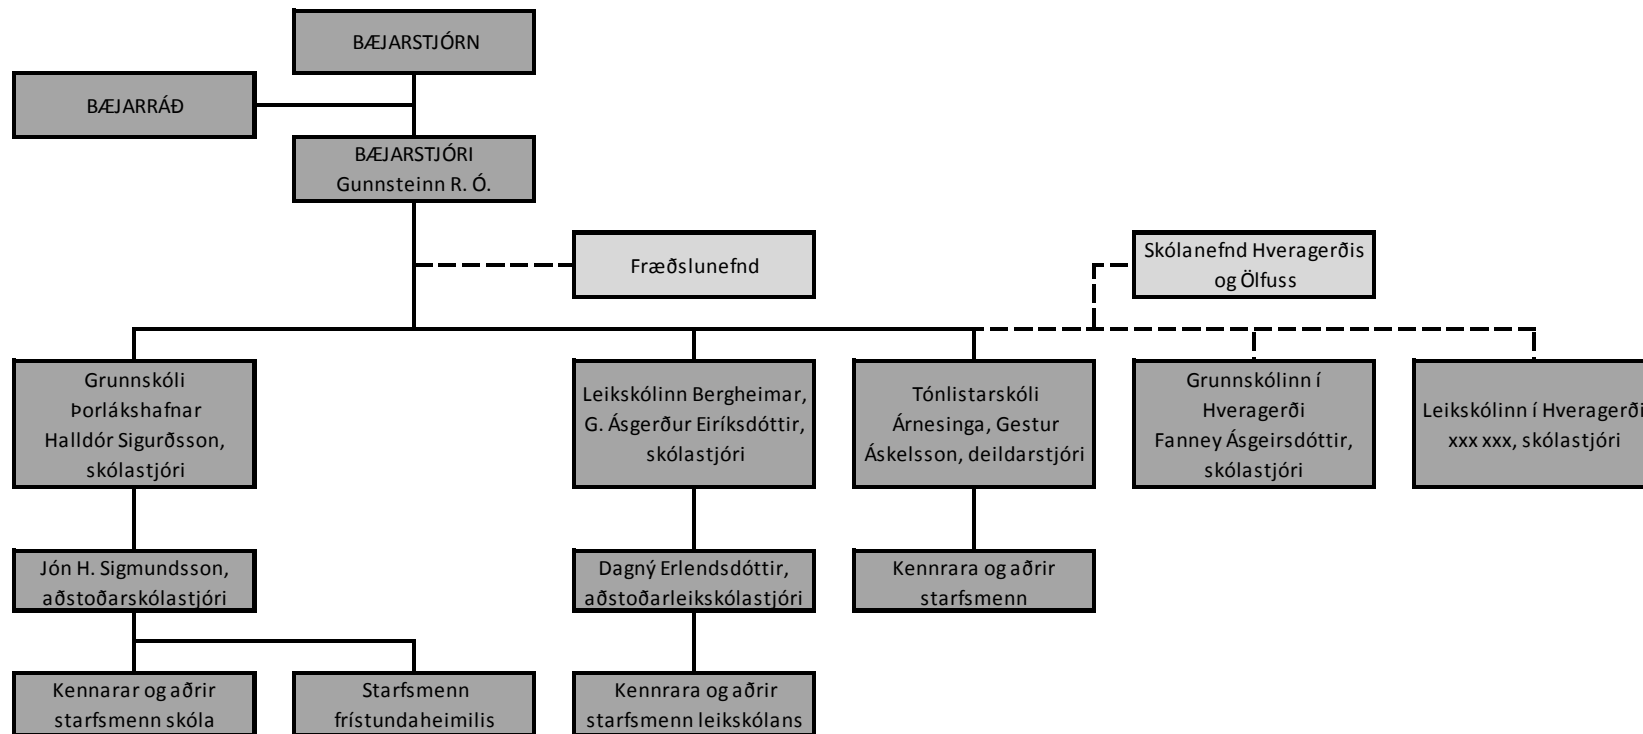 BÆJARSTJÓRN
BÆJARRÁÐ
BÆJARSTJÓRI
Gunnsteinn R. Ó.
Fræðslunefnd
Skólanefnd Hveragerðis
og Ölfuss
Grunnskóli
Þorlákshafnar
Halldór Sigurðsson,
skólastjóri
Leikskólinn Bergheimar,
G. Ásgerður Eiríksdóttir,
skólastjóri
Tónlistarskóli
Árnesinga, Gestur
Áskelsson, deildarstjóri
Grunnskólinn í
Hveragerði
Fanney Ásgeirsdóttir,
skólastjóri
Leikskólinn í Hveragerði
xxx xxx, skólastjóri
Jón H. Sigmundsson,
aðstoðarskólastjóri
Dagný Erlendsdóttir,
aðstoðarleikskólastjóri
Kennrara og aðrir
starfsmenn
Kennarar og aðrir
starfsmenn skóla
Starfsmenn
frístundaheimilis
Kennrara og aðrir
starfsmenn leikskólans